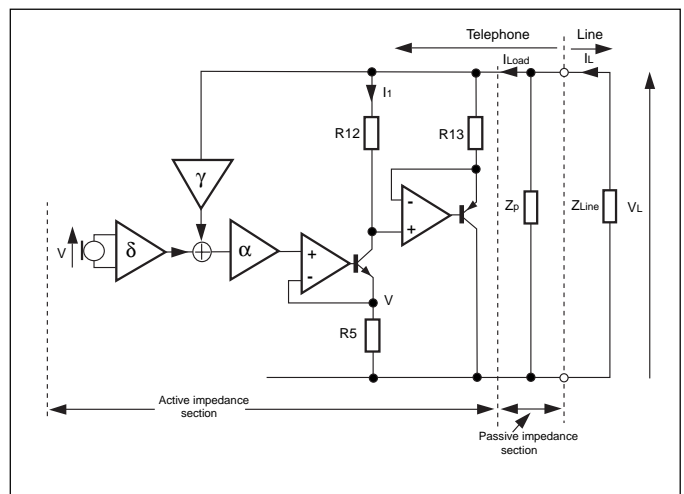 Telephone Line
ILoad IL
I1
R12 R13
γ
V δ α + - - + Zp ZLine VL
V
R5
Active impedance
section
Passive impedance
section